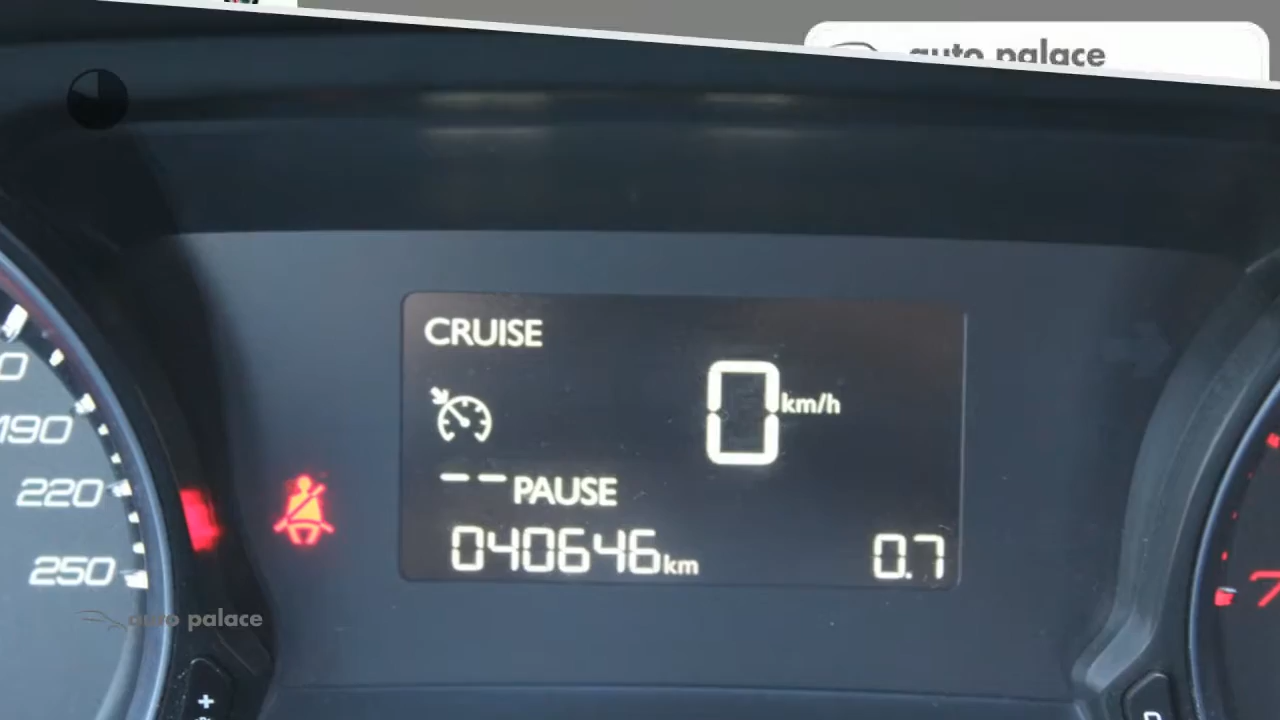 auto palace
CRUISE
0 km/h
-- PAUSE
040646 km 0.7
190
220
250
auto palace
+